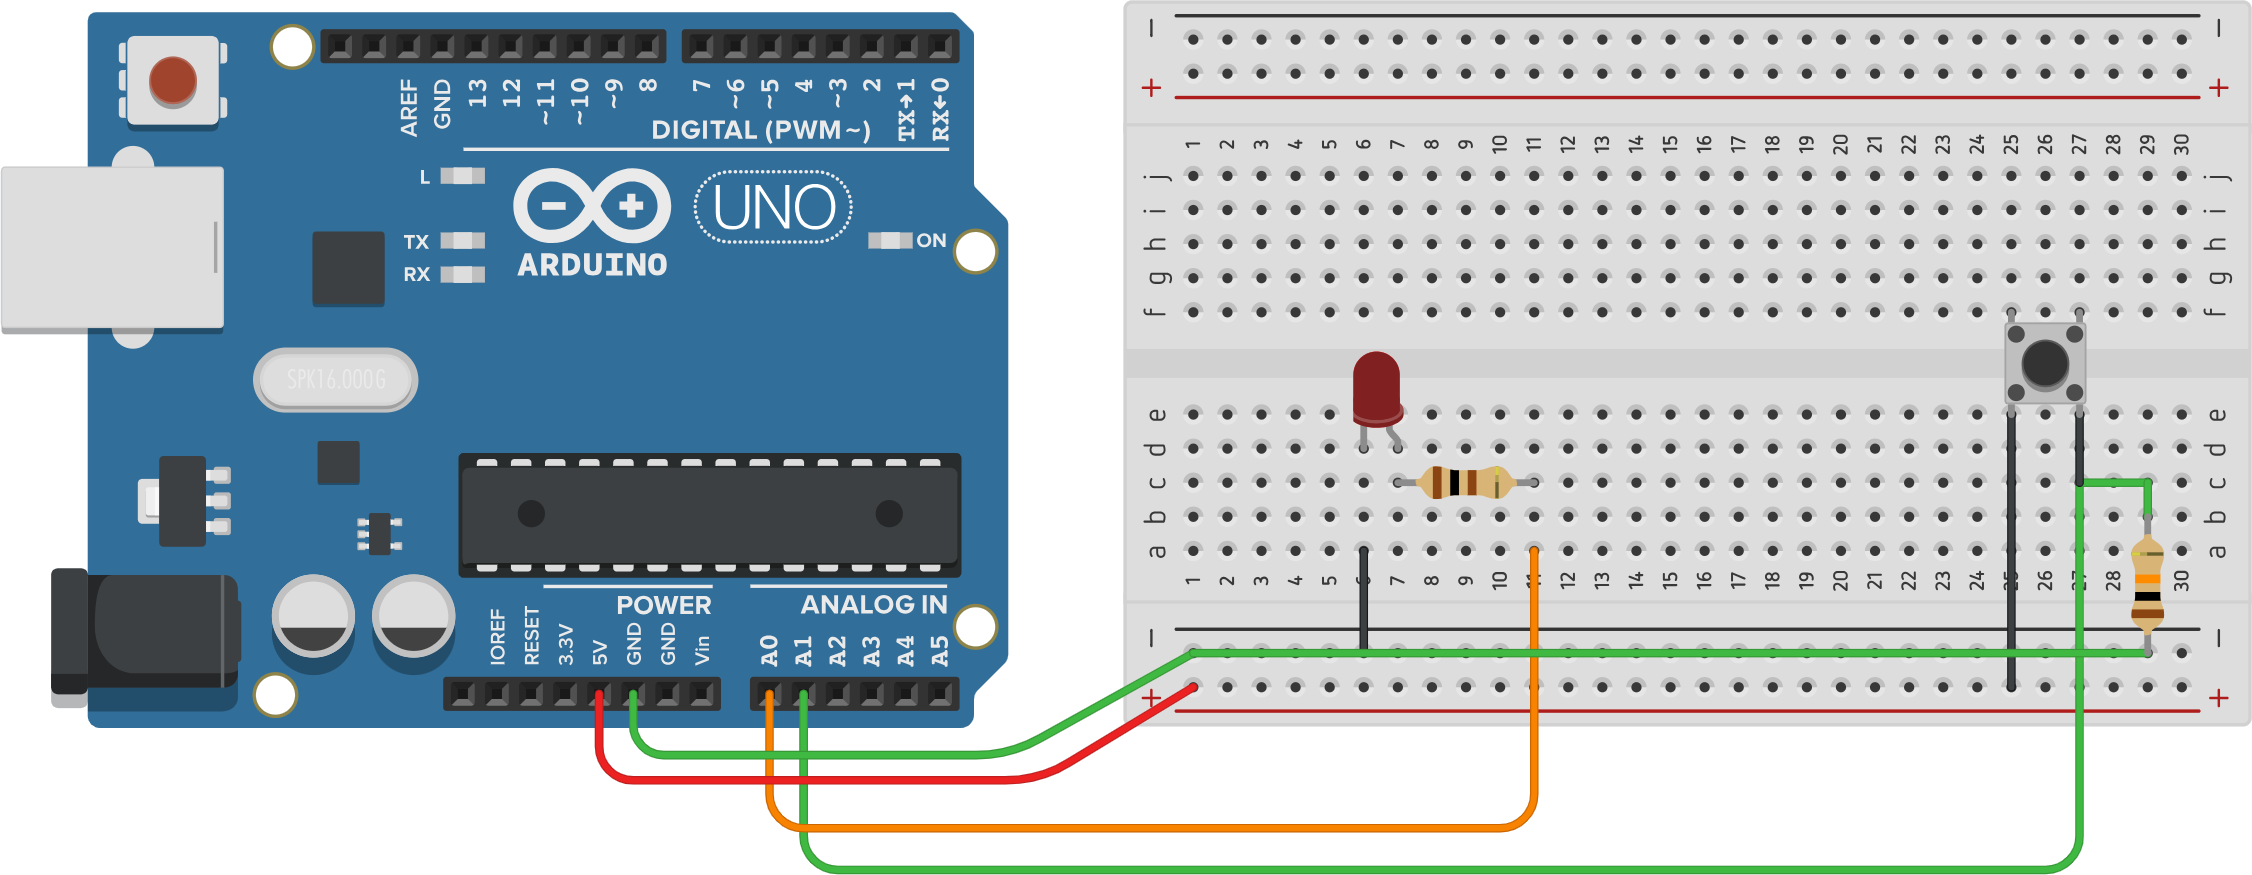 AREF
GND
13
12
~11
~10
~9
8
7
~6
~5
4
~3
2
TX→1
RX←0
DIGITAL (PWM~)
L
TX
RX
ARDUINO
UNO
ON
SPK16.000G
POWER
ANALOG IN
IOREF
RESET
3.3V
5V
GND
GND
Vin
A0
A1
A2
A3
A4
A5
− −
+ +
1 2 3 4 5 6 7 8 9 10 11 12 13 14 15 16 17 18 19 20 21 22 23 24 25 26 27 28 29 30
j j
i i
h h
g g
f f
e e
d d
c c
b b
a a
1 2 3 4 5 6 7 8 9 10 11 12 13 14 15 16 17 18 19 20 21 22 23 24 25 26 27 28 29 30
− −
+ +